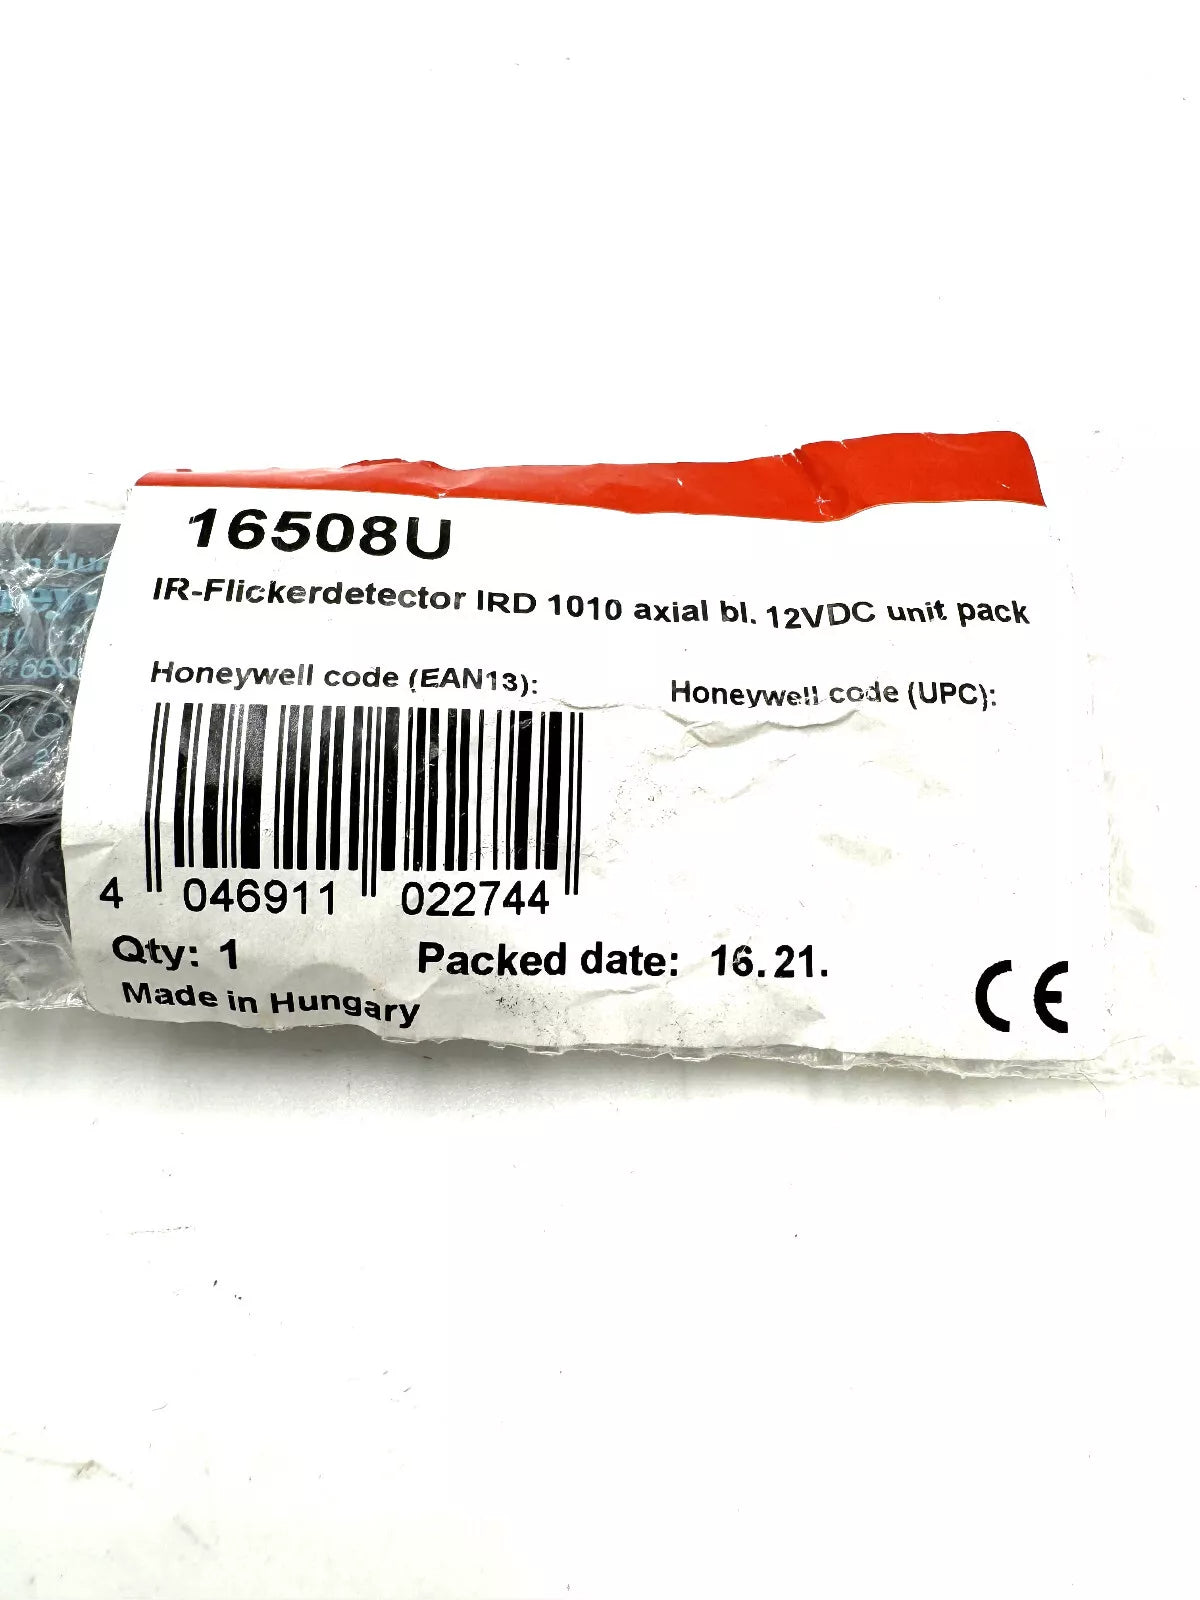 16508U
IR-Flickerdetector IRD 1010 axial bl. 12VDC unit pack
Honeywell code (EAN13):
Honeywell code (UPC):
4 046911 022744
Qty: 1
Packed date: 16.21.
Made in Hungary
CE